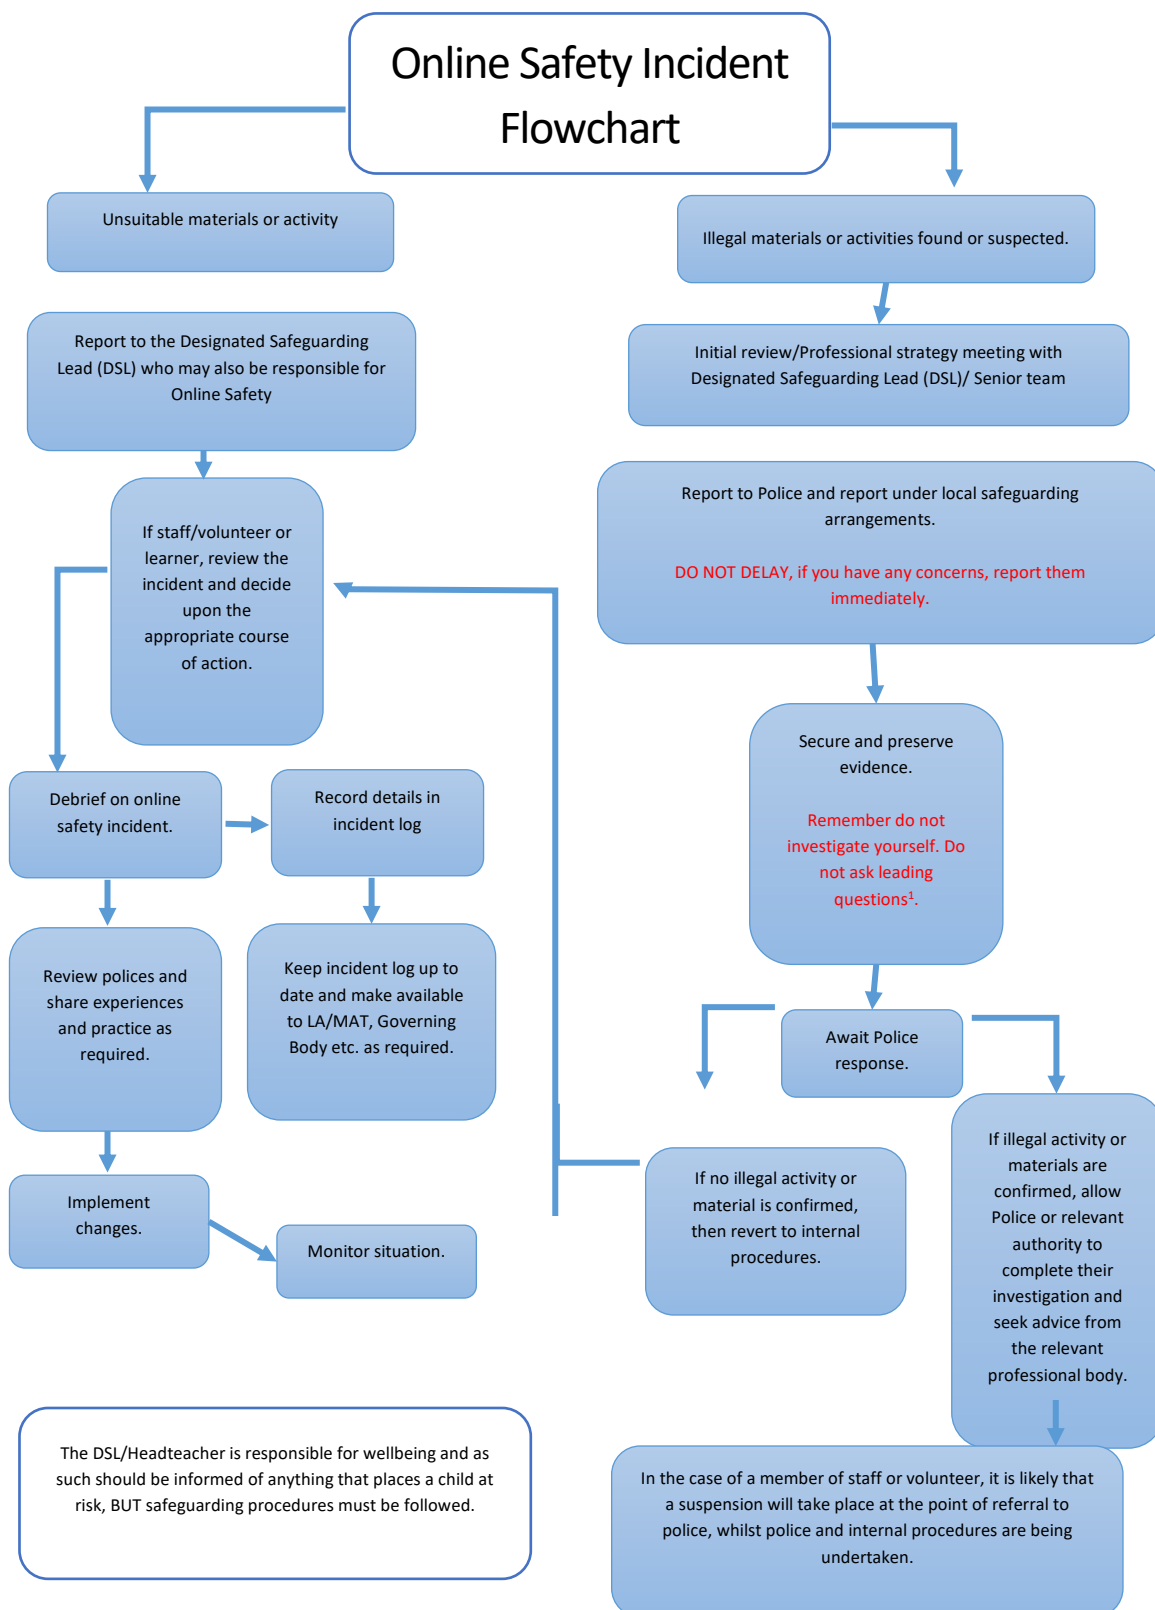 Online Safety Incident
Flowchart
Unsuitable materials or activity
Report to the Designated Safeguarding
Lead (DSL) who may also be responsible for
Online Safety
If staff/volunteer or
learner, review the
incident and decide
upon the
appropriate course
of action.
Debrief on online
safety incident.
Record details in
incident log
Review polices and
share experiences
and practice as
required.
Keep incident log up to
date and make available
to LA/MAT, Governing
Body etc. as required.
Implement
changes.
Monitor situation.
Illegal materials or activities found or suspected.
Initial review/Professional strategy meeting with
Designated Safeguarding Lead (DSL)/ Senior team
Report to Police and report under local safeguarding
arrangements.
DO NOT DELAY, if you have any concerns, report them
immediately.
Secure and preserve
evidence.
Remember do not
investigate yourself. Do
not ask leading
questions¹.
Await Police
response.
If no illegal activity or
material is confirmed,
then revert to internal
procedures.
If illegal activity or
materials are
confirmed, allow
Police or relevant
authority to
complete their
investigation and
seek advice from
the relevant
professional body.
In the case of a member of staff or volunteer, it is likely that
a suspension will take place at the point of referral to
police, whilst police and internal procedures are being
undertaken.
The DSL/Headteacher is responsible for wellbeing and as
such should be informed of anything that places a child at
risk, BUT safeguarding procedures must be followed.